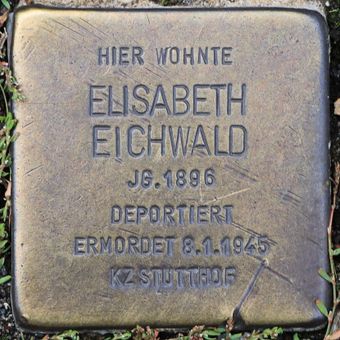 HIER WOHNTE
ELISABETH
EICHWALD
JG. 1896
DEPORTIERT
ERMORDET 8.1.1945
KZ STUTTHOF